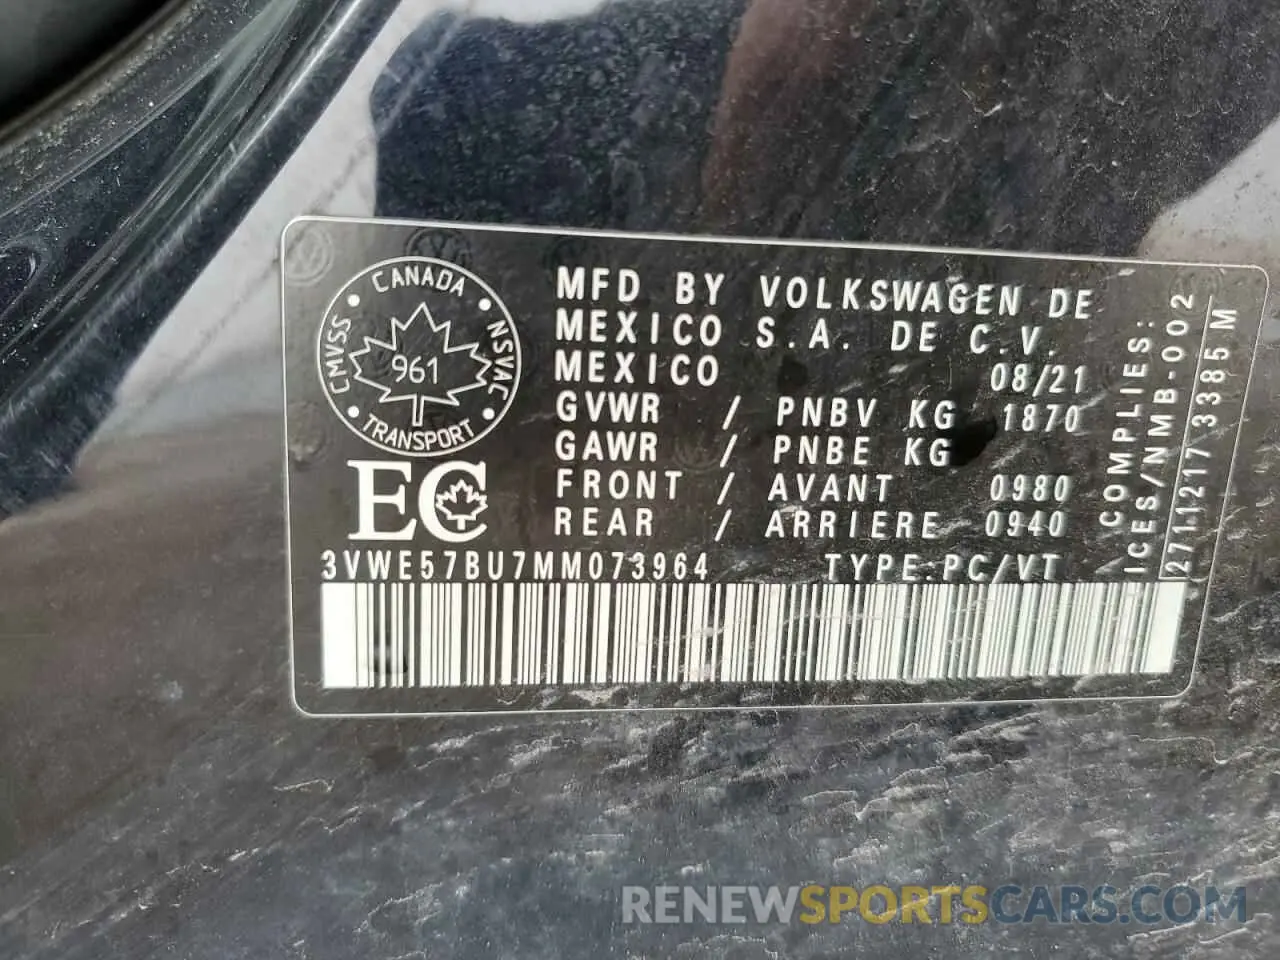 CANADA
CMVSS
NSVAC
961
TRANSPORT
EC
MFD BY VOLKSWAGEN DE
MEXICO S.A. DE C.V.
MEXICO 08/21
GVWR / PNBV KG 1870
GAWR / PNBE KG
FRONT / AVANT 0980
REAR / ARRIERE 0940
3VWE57BU7MM073964 TYPE:PC/VT
COMPLIES:
ICES/NMB-002
271 1217 3385 M
RENEWSPORTSCARS.COM